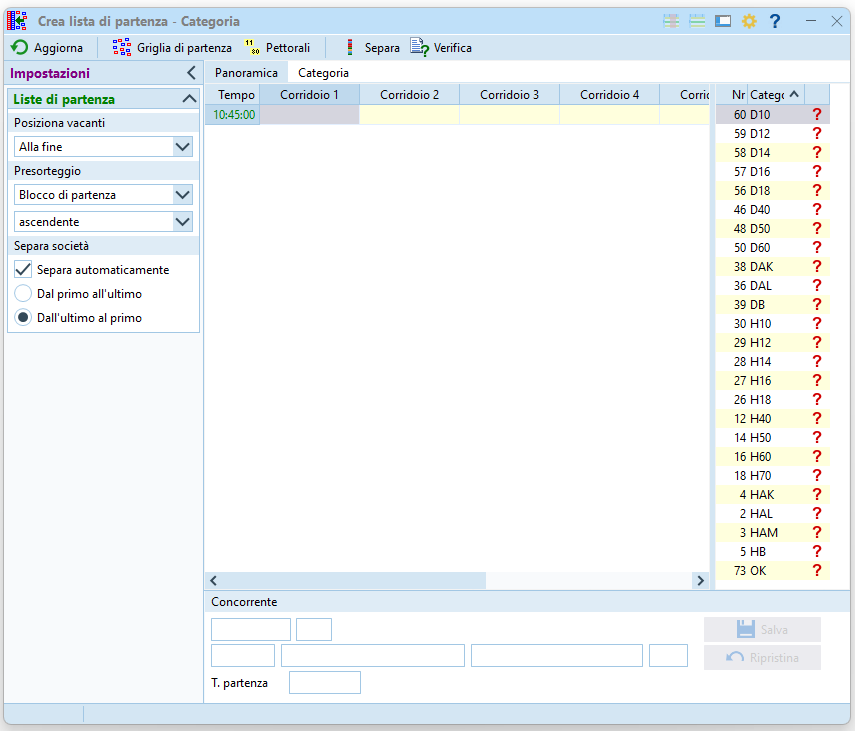 Crea lista di partenza - Categoria
?
Aggiorna
Griglia di partenza
Pettorali
Separa
Verifica
Impostazioni
Liste di partenza
Posiziona vacanti
Alla fine
Presorteggio
Blocco di partenza
ascendente
Separa società
Separa automaticamente
Dal primo all'ultimo
Dall'ultimo al primo
Panoramica
Categoria
Tempo
Corridoio 1
Corridoio 2
Corridoio 3
Corridoio 4
Corric
10:45:00
Nr Catego
60 D10 ?
59 D12 ?
58 D14 ?
57 D16 ?
56 D18 ?
46 D40 ?
48 D50 ?
50 D60 ?
38 DAK ?
36 DAL ?
39 DB ?
30 H10 ?
29 H12 ?
28 H14 ?
27 H16 ?
26 H18 ?
12 H40 ?
14 H50 ?
16 H60 ?
18 H70 ?
4 HAK ?
2 HAL ?
3 HAM ?
5 HB ?
73 OK ?
Concorrente
Salva
Ripristina
T. partenza